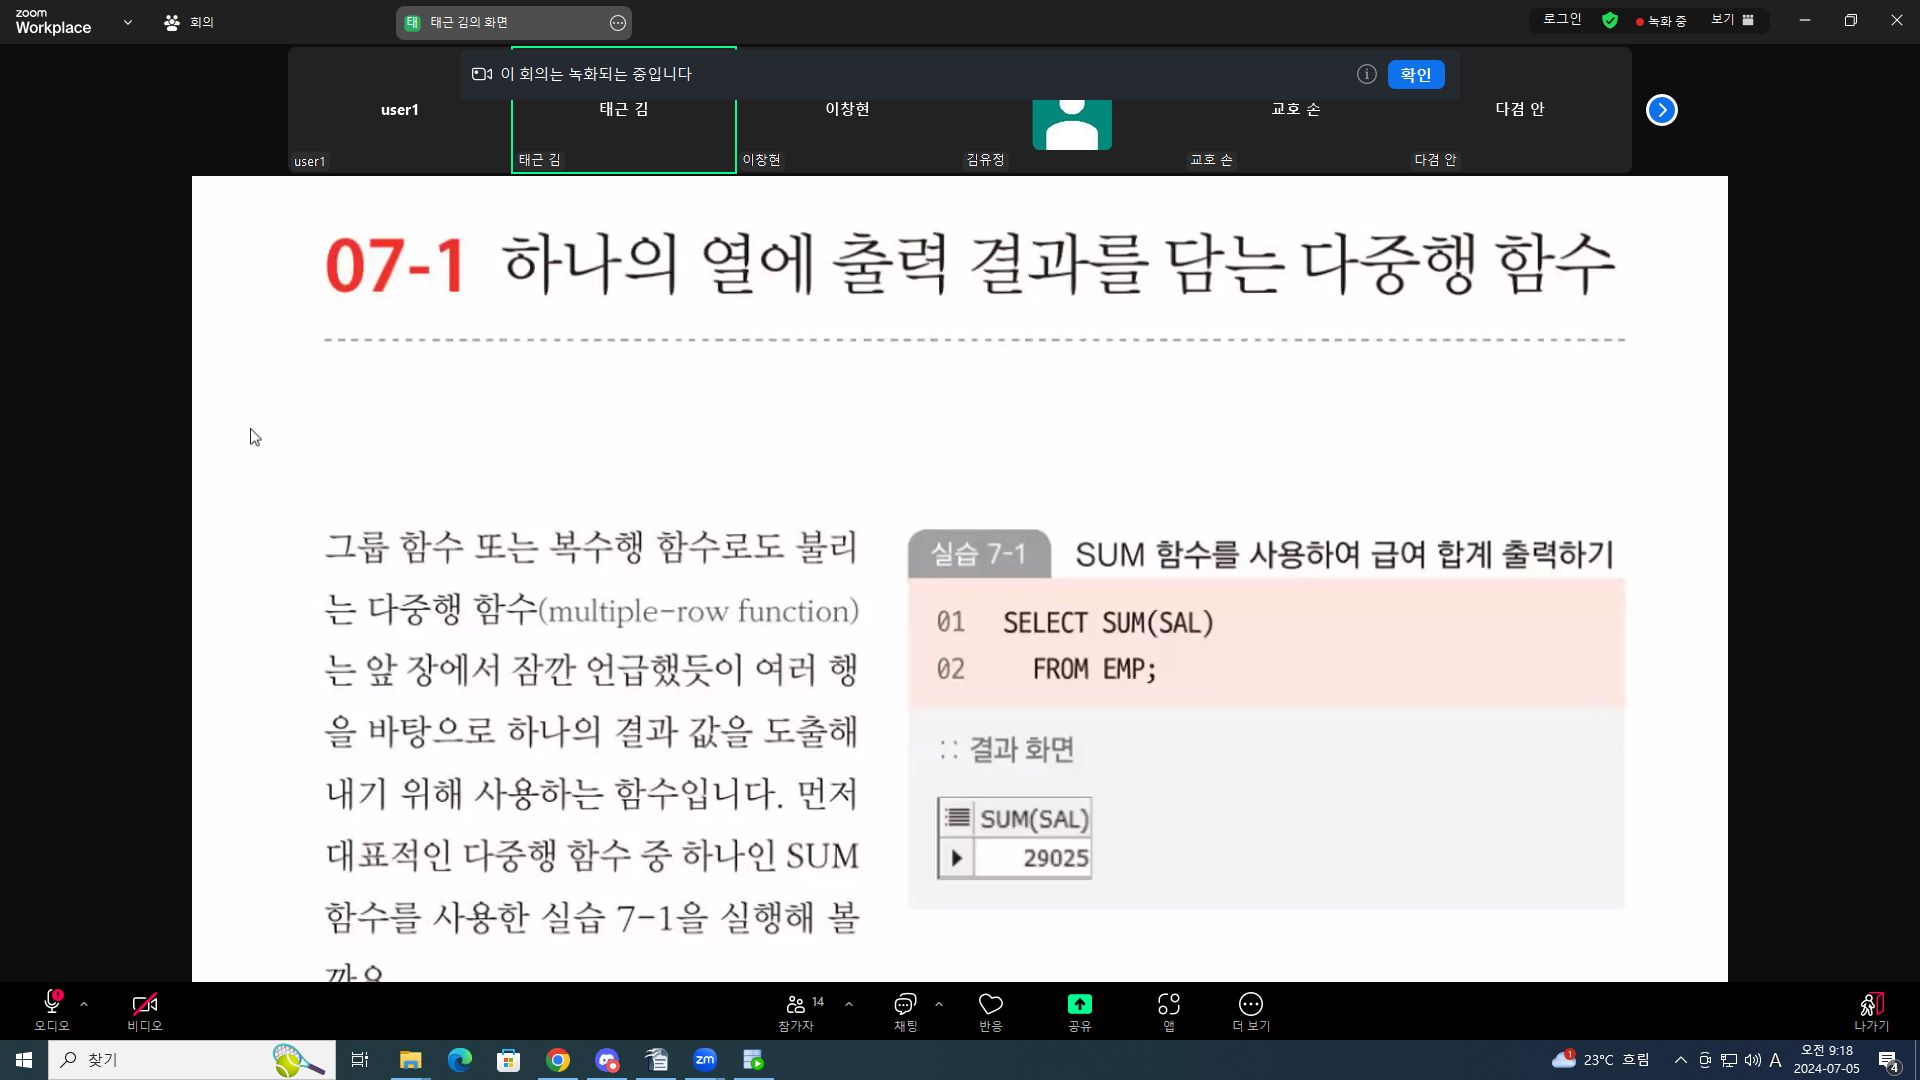 zoom
Workplace
회의
태
태근 김의 화면
로그인
녹화 중
보기
이 회의는 녹화되는 중입니다
확인
user1
태근 김
이창현
교호 손
다겸 안
user1
태근 김
이창현
김유정
교호 손
다겸 안
07-1 하나의 열에 출력 결과를 담는 다중행 함수
그룹 함수 또는 복수행 함수로도 불리
는 다중행 함수(multiple-row function)
는 앞 장에서 잠깐 언급했듯이 여러 행
을 바탕으로 하나의 결과 값을 도출해
내기 위해 사용하는 함수입니다. 먼저
대표적인 다중행 함수 중 하나인 SUM
함수를 사용한 실습 7-1을 실행해 볼
까요
실습 7-1 SUM 함수를 사용하여 급여 합계 출력하기
01 SELECT SUM(SAL)
02 FROM EMP;
:: 결과 화면
SUM(SAL)
29025
오디오
비디오
14
참가자
채팅
반응
공유
앱
더 보기
나가기
찾기
zm
1
23°C 흐림
A
오전 9:18
2024-07-05
4